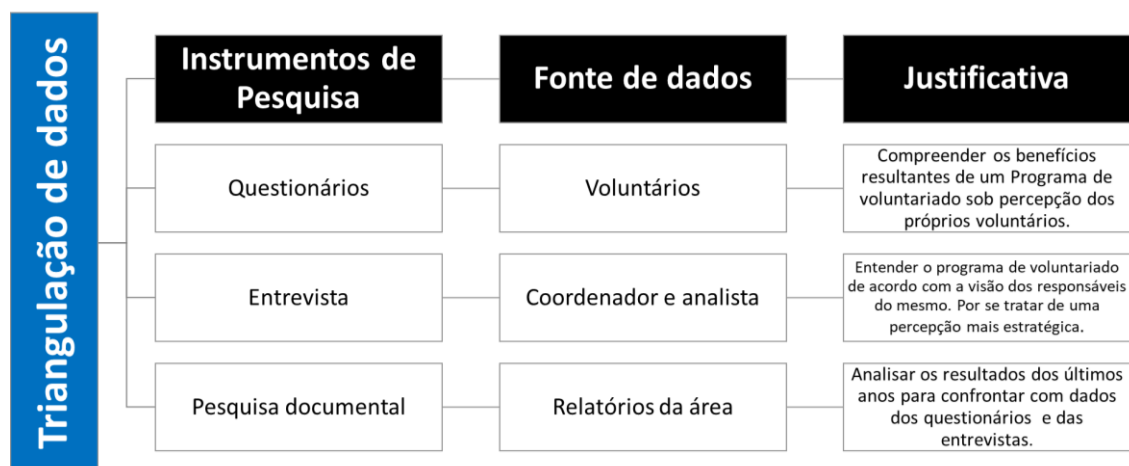 Triangulação de dados
Instrumentos de
Pesquisa
Fonte de dados
Justificativa
Questionários
Voluntários
Compreender os benefícios
resultantes de um Programa de
voluntariado sob percepção dos
próprios voluntários.
Entrevista
Coordenador e analista
Entender o programa de voluntariado
de acordo com a visão dos responsáveis
do mesmo. Por se tratar de uma
percepção mais estratégica.
Pesquisa documental
Relatórios da área
Analisar os resultados dos últimos
anos para confrontar com dados
dos questionários e das
entrevistas.